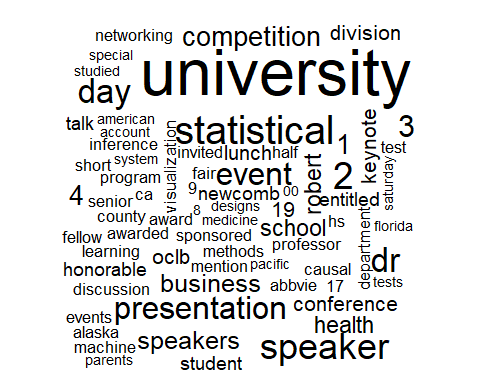 networking
competition
division
special
studied
university
day
talk
american
account
statistical
1
3
keynote
inference
visualization
invited
lunch
half
test
short
system
program
fair
event
robert
2
saturday
4
senior
ca
9
newcomb
00
entitled
county
award
8
designs
19
department
medicine
school
hs
florida
fellow
awarded
sponsored
professor
learning
oclb
methods
honorable
mention
pacific
causal
dr
discussion
business
abbvie
17
tests
events
presentation
conference
alaska
health
machine
speakers
speaker
parents
student